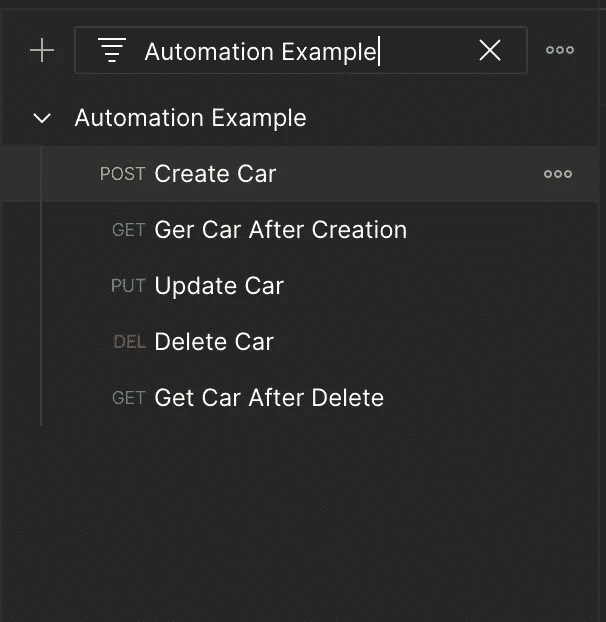 Automation Example
Automation Example
POST Create Car
GET Ger Car After Creation
PUT Update Car
DEL Delete Car
GET Get Car After Delete